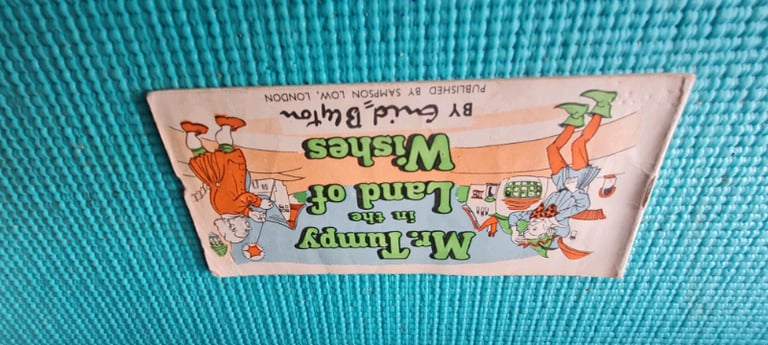 Mr. Tumpy
in the
Land of
Wishes
BY Enid Blyton
PUBLISHED BY SAMPSON LOW, LONDON